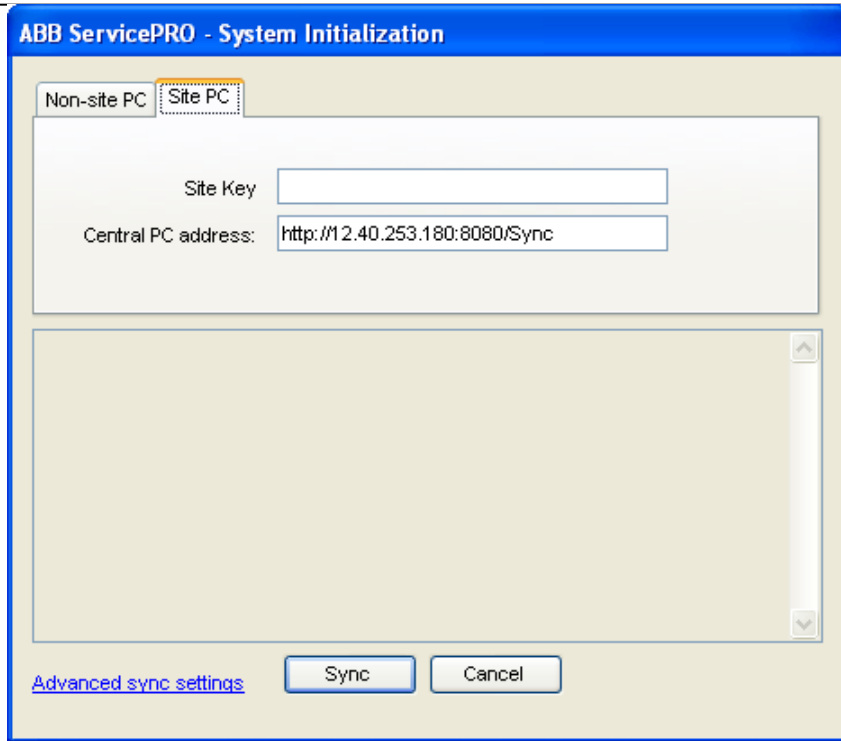 ABB ServicePRO - System Initialization
Non-site PC Site PC
Site Key
Central PC address: http://12.40.253.180:8080/Sync
Advanced sync settings Sync Cancel